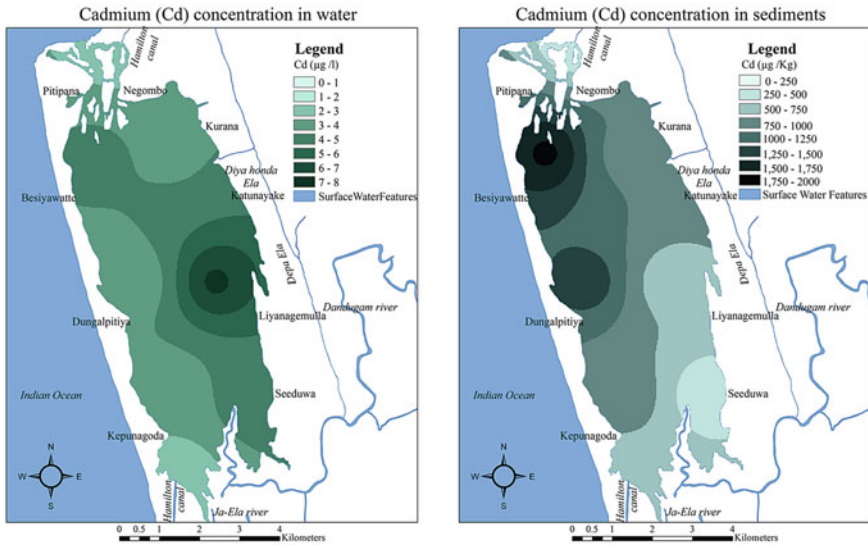 Cadmium (Cd) concentration in water
Hamilton
canal
Legend
Cd (µg /l)
0 - 1
1 - 2
2 - 3
3 - 4
4 - 5
5 - 6
6 - 7
7 - 8
SurfaceWaterFeatures
Pitipana
Negombo
Kurana
Diya honda
Ela
Katunayake
Besiyawatte
Depa Ela
Dandugam river
Liyanagemulla
Dungalpitiya
Indian Ocean
Seeduwa
Kepunagoda
N
W
E
S
Hamilton
canal
Ja-Ela river
0 0.5 1 2 3 4
Kilometers
Cadmium (Cd) concentration in sediments
Hamilton
canal
Legend
Cd (µg /Kg)
0 - 250
250 - 500
500 - 750
750 - 1000
1000 - 1250
1,250 - 1,500
1,500 - 1,750
1,750 - 2000
Surface Water Features
Pitipana
Negombo
Kurana
Diya honda
Ela
Katunayake
Besiyawatte
Depa Ela
Dandugam river
Liyanagemulla
Dungalpitiya
Indian Ocean
Seeduwa
Kepunagoda
N
W
E
S
Hamilton
canal
Ja-Ela river
0 0.5 1 2 3 4
Kilometers